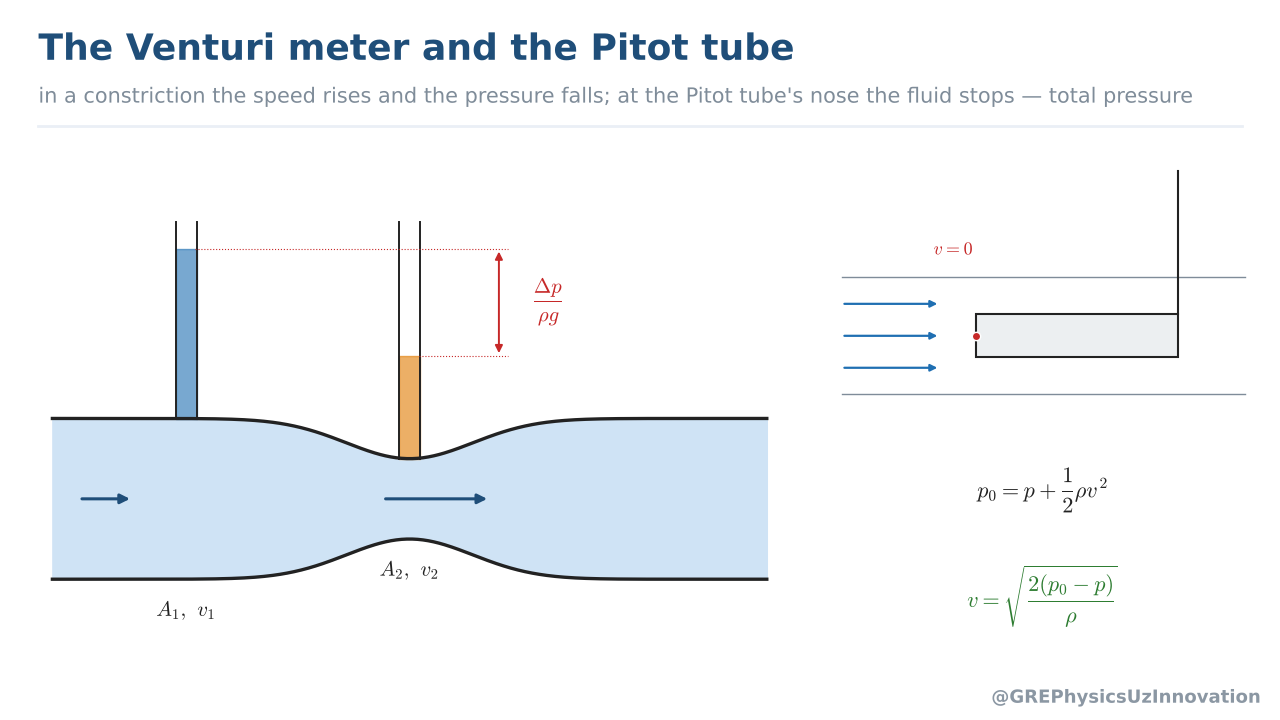 The Venturi meter and the Pitot tube
in a constriction the speed rises and the pressure falls; at the Pitot tube's nose the fluid stops — total pressure
v = 0
Δp/ρg
p₀ = p + 1/2 ρv²
A₂, v₂
v = √(2(p₀ − p)/ρ)
A₁, v₁
@GREPhysicsUzInnovation